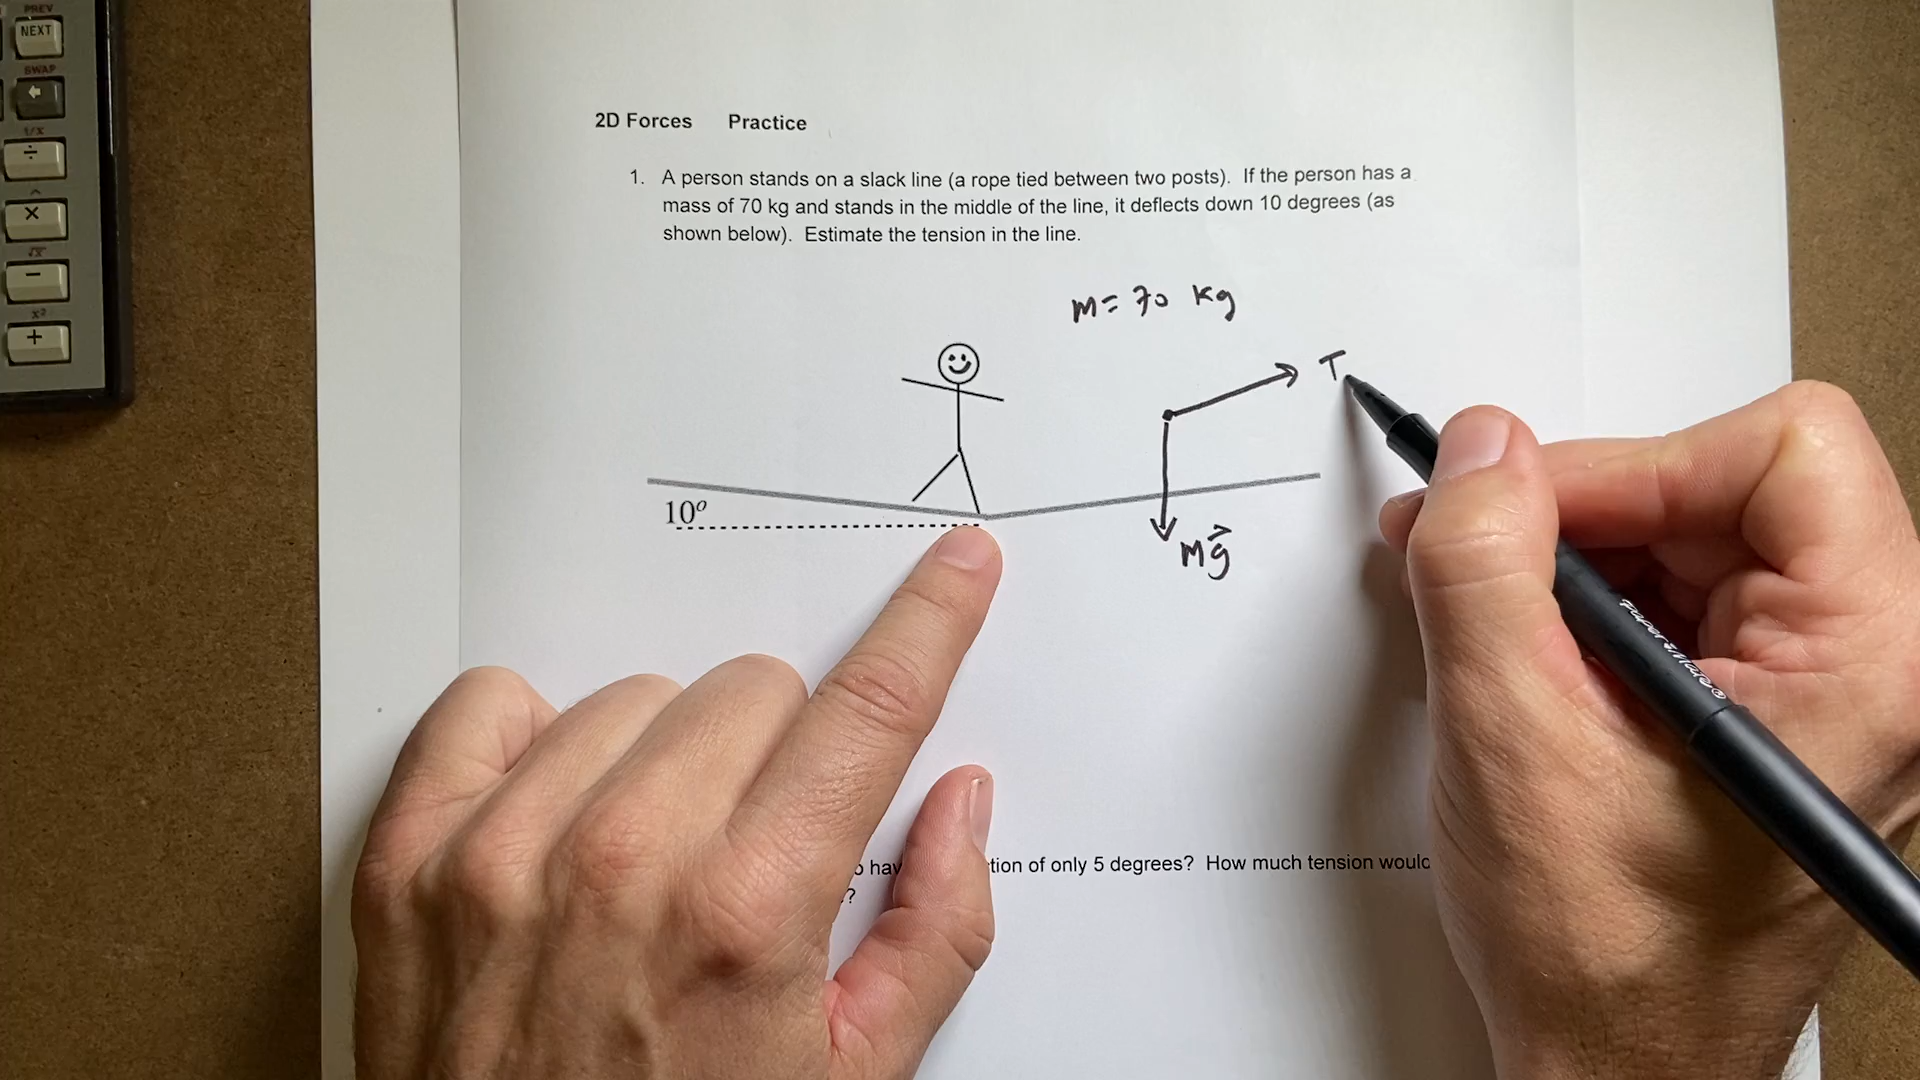 PREV
NEXT
SWAP
←
1/x
÷
^
×
√x
−
x²
+
2D Forces Practice
1. A person stands on a slack line (a rope tied between two posts). If the person has a
mass of 70 kg and stands in the middle of the line, it deflects down 10 degrees (as
shown below). Estimate the tension in the line.
m = 70 kg
T
10°
mg⃗
PaperMate®
tion of only 5 degrees? How much tension would
?